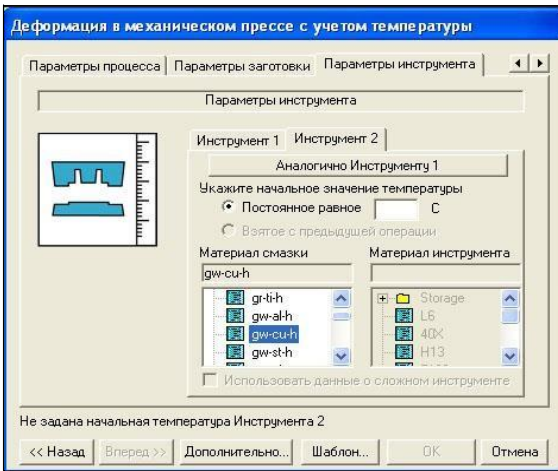 Деформация в механическом прессе с учетом температуры
Параметры процесса Параметры заготовки Параметры инструмента
Параметры инструмента
Инструмент 1 Инструмент 2
Аналогично Инструменту 1
Укажите начальное значение температуры
Постоянное равное C
Взятое с предыдущей операции
Материал смазки Материал инструмента
gw-cu-h
gr-ti-h Storage
gw-al-h L6
gw-cu-h 40X
gw-st-h H13
Использовать данные о сложном инструменте
Не задана начальная температура Инструмента 2
<< Назад Вперед >> Дополнительно... Шаблон... OK Отмена